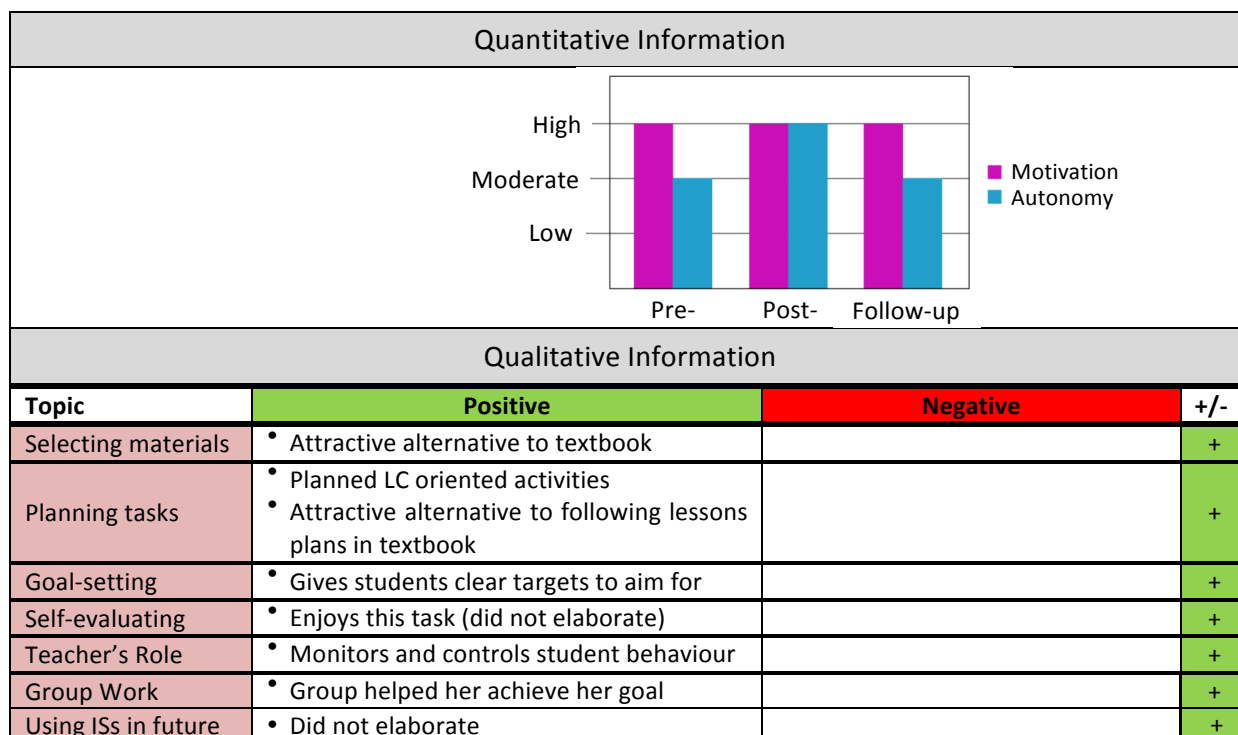 Quantitative Information
High
Moderate
Low
Motivation
Autonomy
Pre- Post- Follow-up
Qualitative Information
Topic Positive Negative +/-
Selecting materials • Attractive alternative to textbook +
Planning tasks • Planned LC oriented activities +
• Attractive alternative to following lessons
plans in textbook
Goal-setting • Gives students clear targets to aim for +
Self-evaluating • Enjoys this task (did not elaborate) +
Teacher's Role • Monitors and controls student behaviour +
Group Work • Group helped her achieve her goal +
Using ISs in future • Did not elaborate +